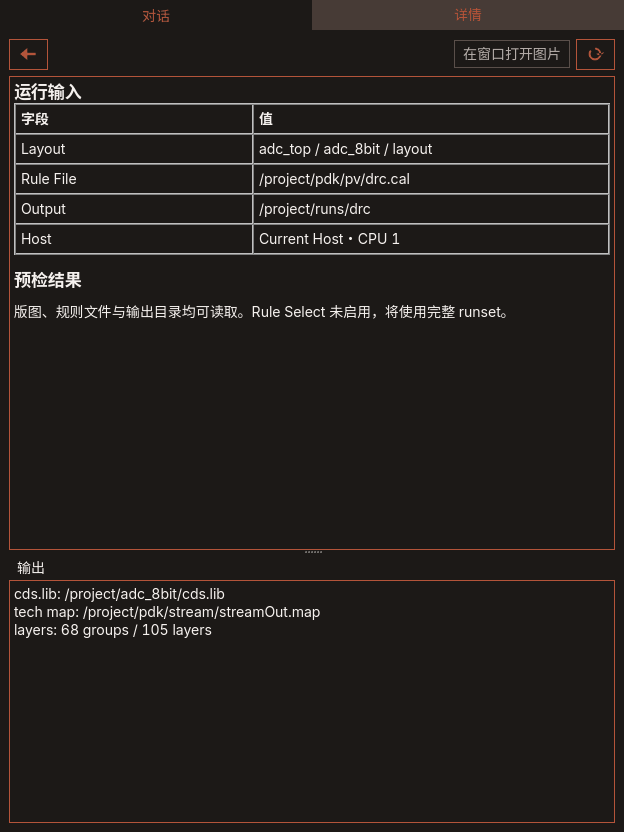 对话
详情
在窗口打开图片
运行输入
字段 值
Layout adc_top / adc_8bit / layout
Rule File /project/pdk/pv/drc.cal
Output /project/runs/drc
Host Current Host・CPU 1
预检结果
版图、规则文件与输出目录均可读取。Rule Select 未启用，将使用完整 runset。
输出
cds.lib: /project/adc_8bit/cds.lib
tech map: /project/pdk/stream/streamOut.map
layers: 68 groups / 105 layers